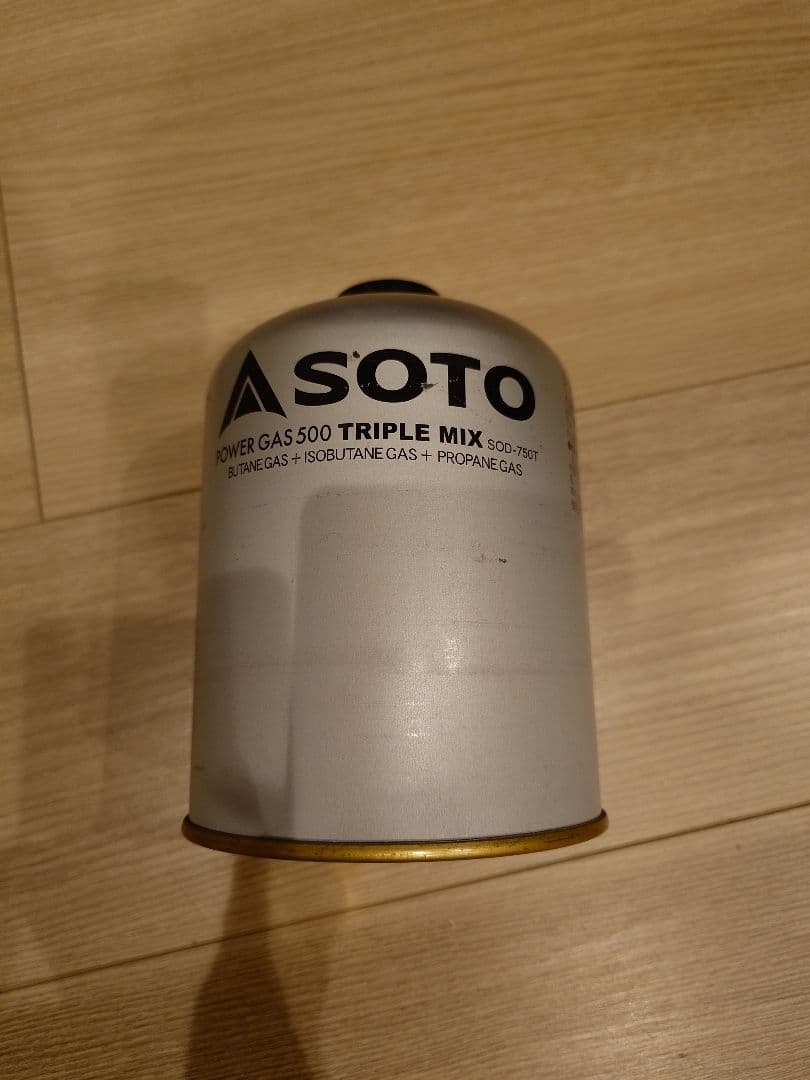 SOTO
POWER GAS 500 TRIPLE MIX SOD-750T
BUTANE GAS + ISOBUTANE GAS + PROPANE GAS